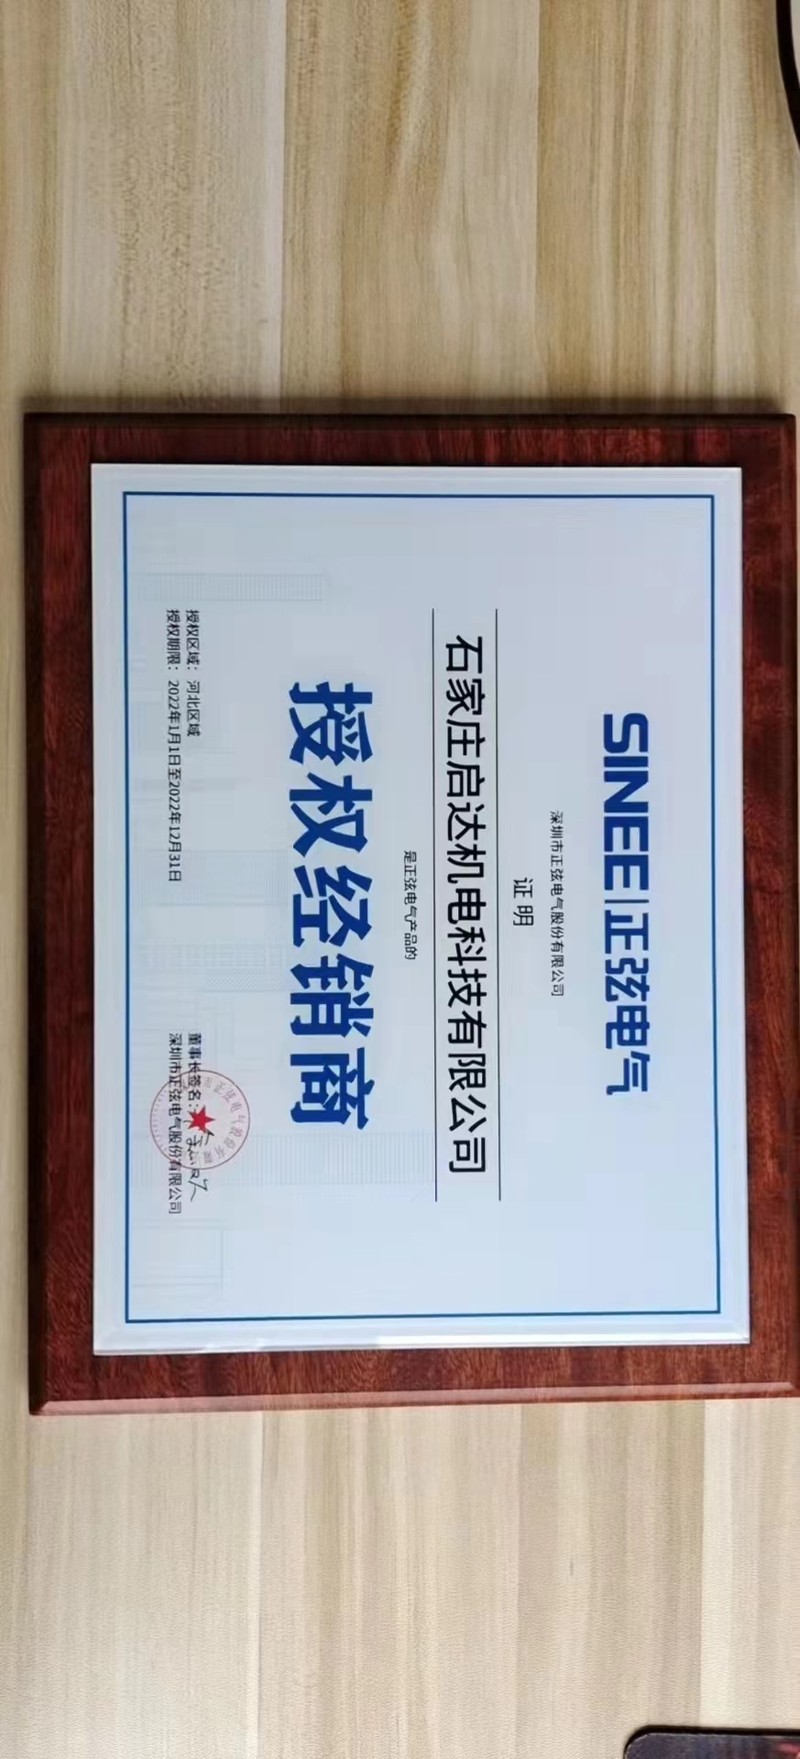 SINEE|正弦电气
深圳市正弦电气股份有限公司
证明
石家庄启达机电科技有限公司
是正弦电气产品的
授权经销商
授权区域：河北区域
授权期限：2022年1月1日至2022年12月31日
董事长签名：
深圳市正弦电气股份有限公司